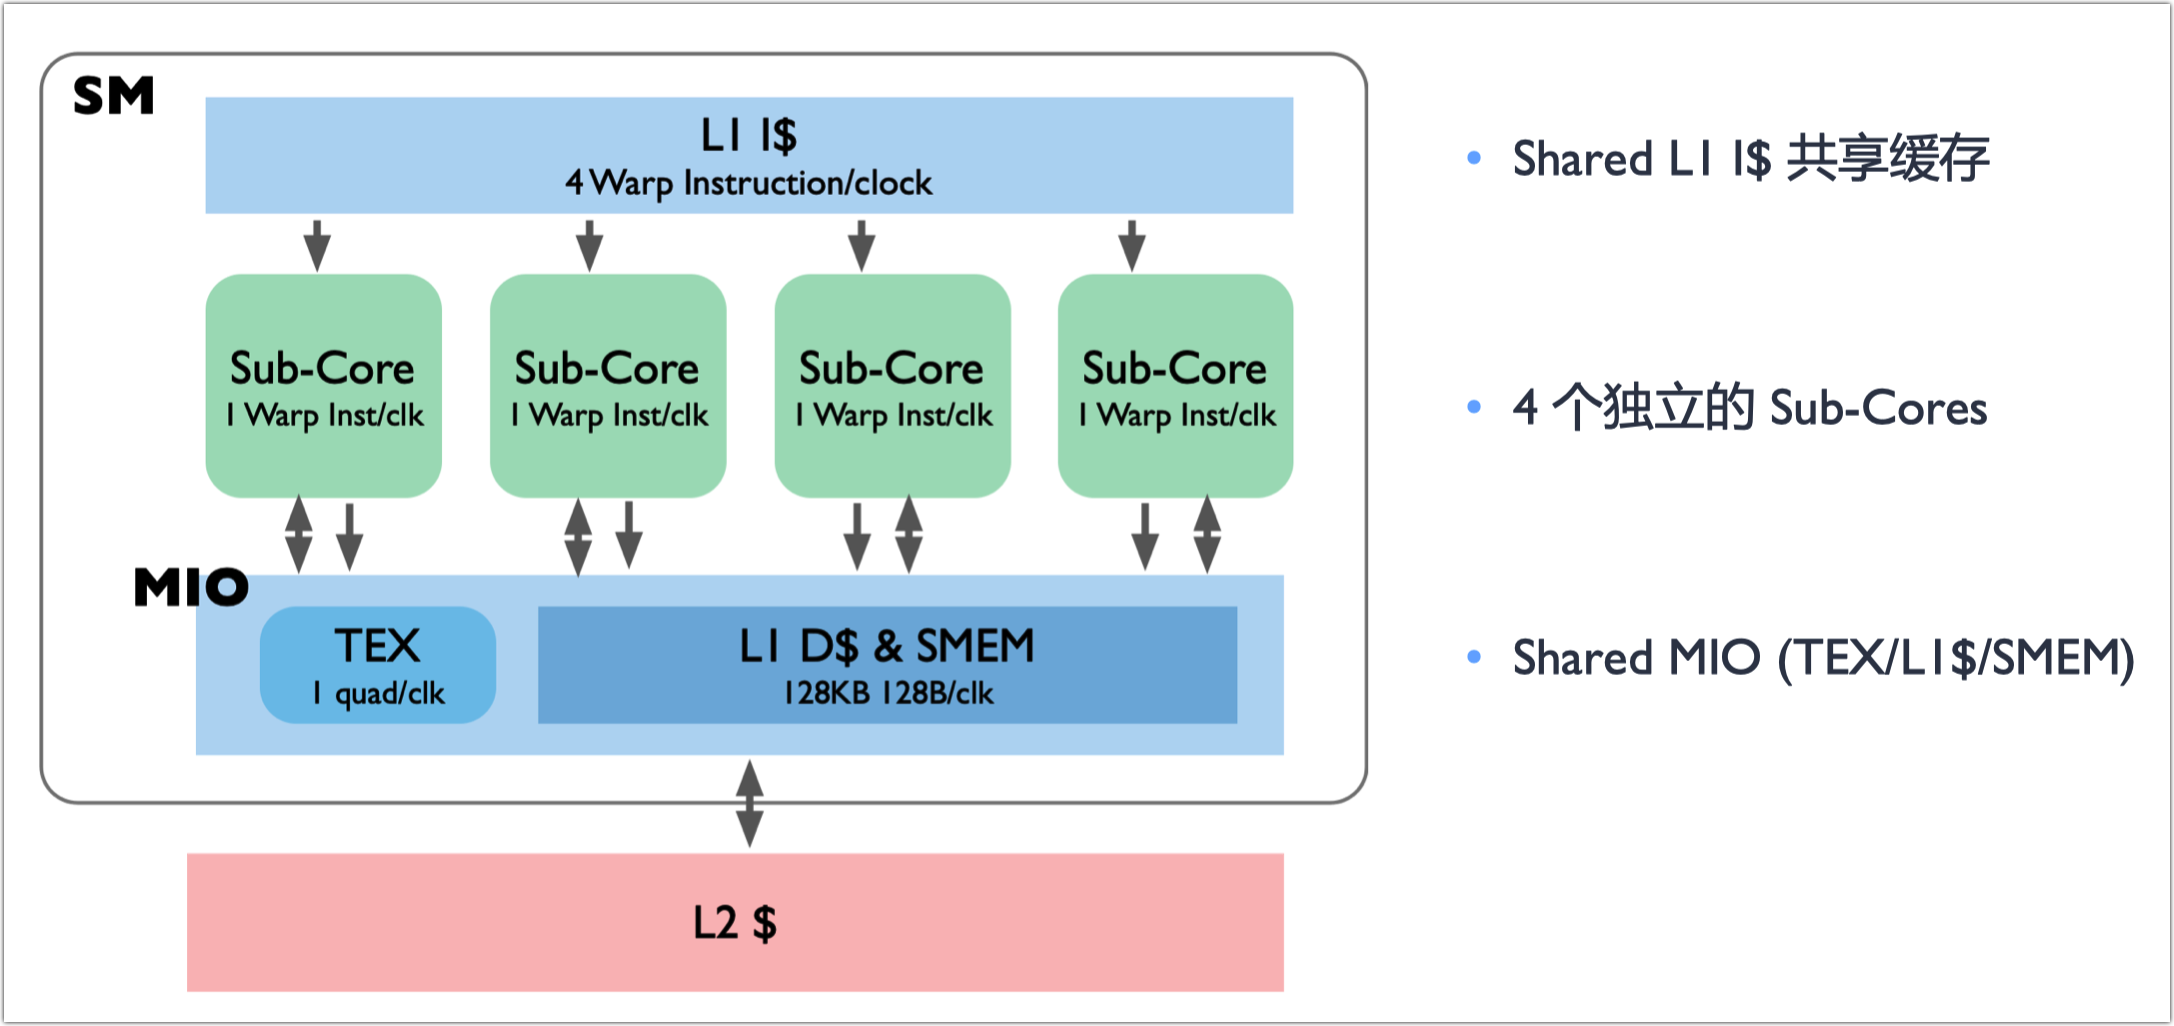 SM
L1 I$
4 Warp Instruction/clock
Sub-Core
1 Warp Inst/clk
Sub-Core
1 Warp Inst/clk
Sub-Core
1 Warp Inst/clk
Sub-Core
1 Warp Inst/clk
MIO
TEX
1 quad/clk
L1 D$ & SMEM
128KB 128B/clk
L2 $
• Shared L1 I$ 共享缓存
• 4 个独立的 Sub-Cores
• Shared MIO (TEX/L1$/SMEM)